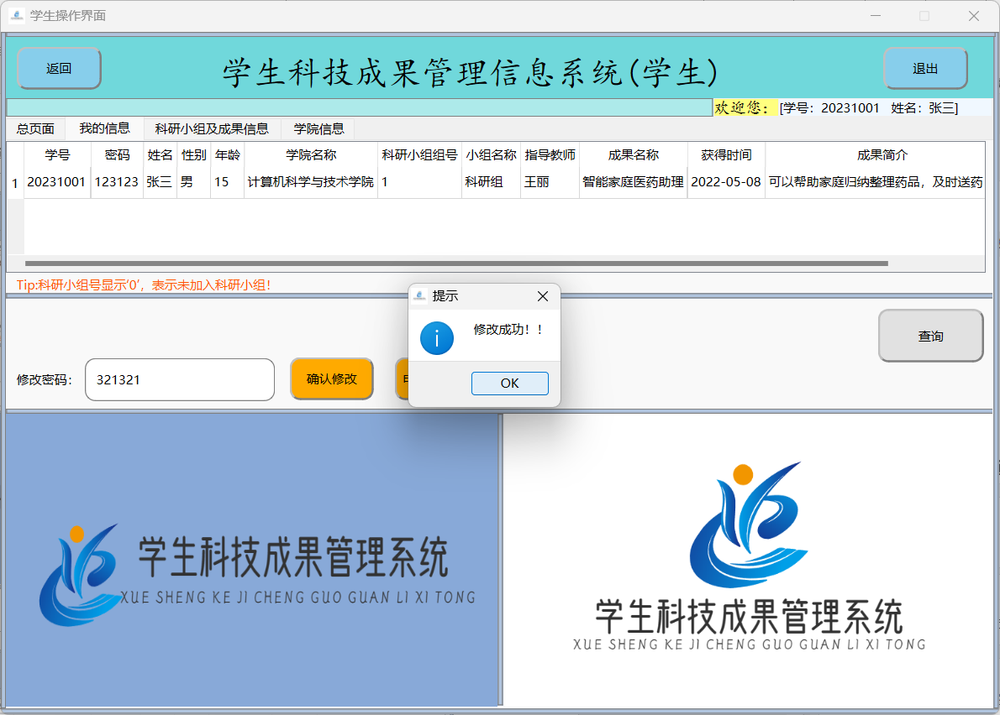 学生操作界面
返回
学生科技成果管理信息系统(学生)
退出
欢迎您：[学号：20231001 姓名：张三]
总页面 我的信息 科研小组及成果信息 学院信息
学号 密码 姓名 性别 年龄 学院名称 科研小组组号 小组名称 指导教师 成果名称 获得时间 成果简介
1 20231001 123123 张三 男 15 计算机科学与技术学院 1 科研组 王丽 智能家庭医药助理 2022-05-08 可以帮助家庭归纳整理药品，及时送药
Tip:科研小组号显示‘0’，表示未加入科研小组！
提示
修改成功！！
OK
查询
修改密码： 321321 确认修改
学生科技成果管理系统
XUE SHENG KE JI CHENG GUO GUAN LI XI TONG
学生科技成果管理系统
XUE SHENG KE JI CHENG GUO GUAN LI XI TONG